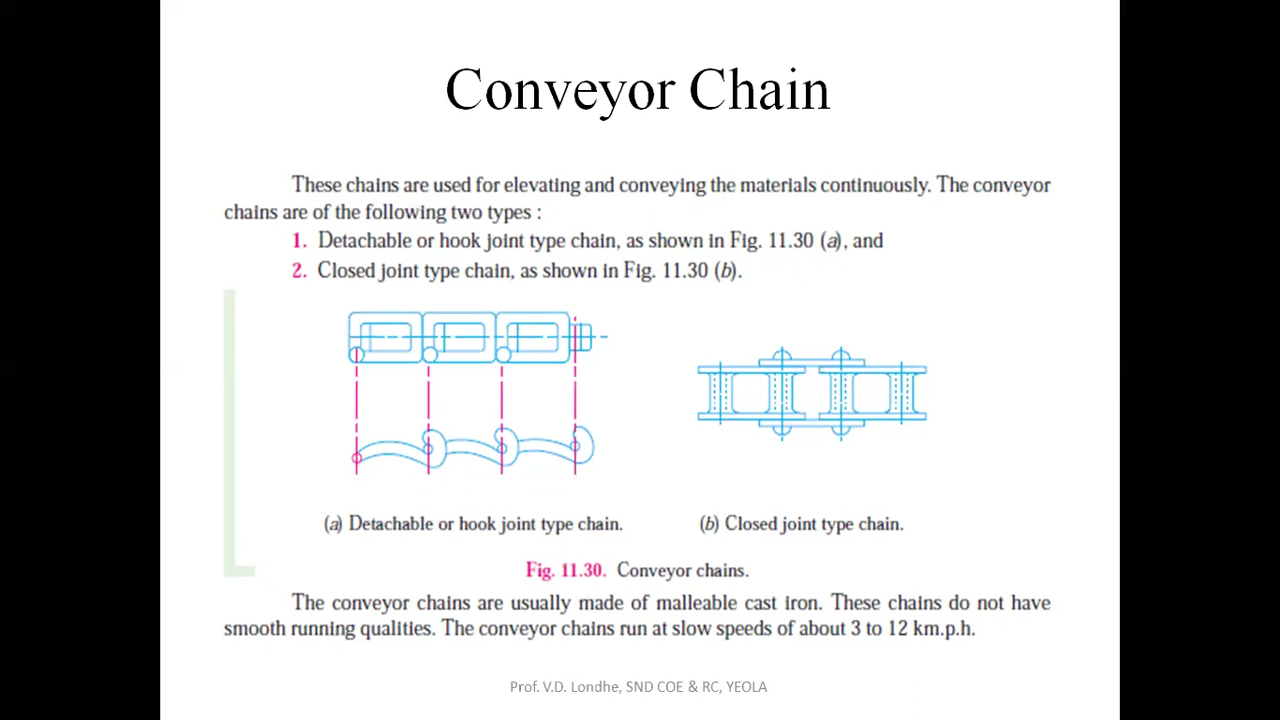 Conveyor Chain
These chains are used for elevating and conveying the materials continuously. The conveyor
chains are of the following two types :
1. Detachable or hook joint type chain, as shown in Fig. 11.30 (a), and
2. Closed joint type chain, as shown in Fig. 11.30 (b).
(a) Detachable or hook joint type chain.
(b) Closed joint type chain.
Fig. 11.30. Conveyor chains.
The conveyor chains are usually made of malleable cast iron. These chains do not have
smooth running qualities. The conveyor chains run at slow speeds of about 3 to 12 km.p.h.
Prof. V.D. Londhe, SND COE & RC, YEOLA